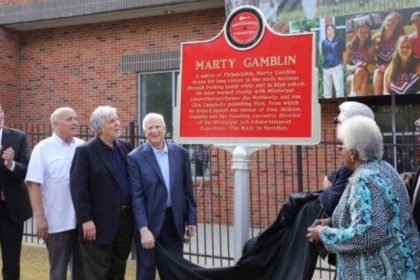 MISSISSIPPI
COUNTRY
MARTY GAMBLIN
A native of Philadelphia, Marty Gamblin
began his long career in the music business
through booking bands while still in high school.
He later worked closely with Mississippi
songwriter/performer Jim Weatherly, and ran
Glen Campbell's publishing firm, from which
he helped launch the career of Alan Jackson.
Gamblin was the founding executive director
of the Mississippi Arts+Entertainment
Experience (The MAX) in Meridian.